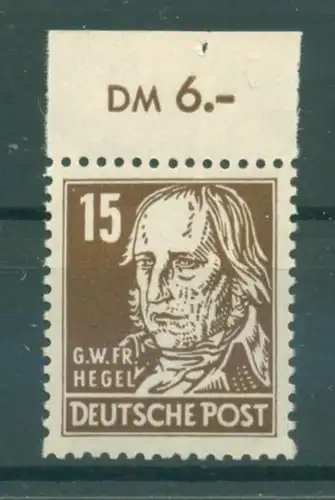 DM 6.-
15
G.W.FR.
HEGEL
DEUTSCHE POST